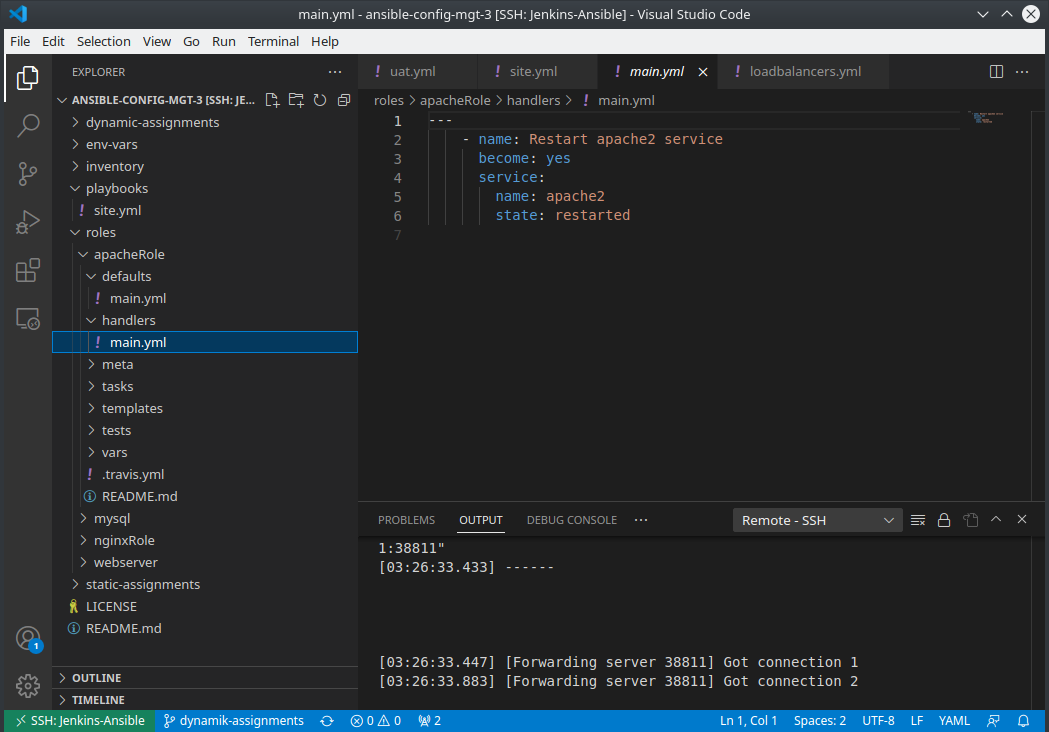 main.yml - ansible-config-mgt-3 [SSH: Jenkins-Ansible] - Visual Studio Code
File Edit Selection View Go Run Terminal Help
EXPLORER
ANSIBLE-CONFIG-MGT-3 [SSH: JE...
dynamic-assignments
env-vars
inventory
playbooks
! site.yml
roles
apacheRole
defaults
! main.yml
handlers
! main.yml
meta
tasks
templates
tests
vars
! .travis.yml
README.md
mysql
nginxRole
webserver
static-assignments
LICENSE
README.md
OUTLINE
TIMELINE
! uat.yml ! site.yml ! main.yml ! loadbalancers.yml
roles > apacheRole > handlers > ! main.yml
1 ---
2 - name: Restart apache2 service
3 become: yes
4 service:
5 name: apache2
6 state: restarted
7
PROBLEMS OUTPUT DEBUG CONSOLE ... Remote - SSH
1:38811"
[03:26:33.433] ------
[03:26:33.447] [Forwarding server 38811] Got connection 1
[03:26:33.883] [Forwarding server 38811] Got connection 2
1
SSH: Jenkins-Ansible dynamik-assignments 0 0 2 Ln 1, Col 1 Spaces: 2 UTF-8 LF YAML